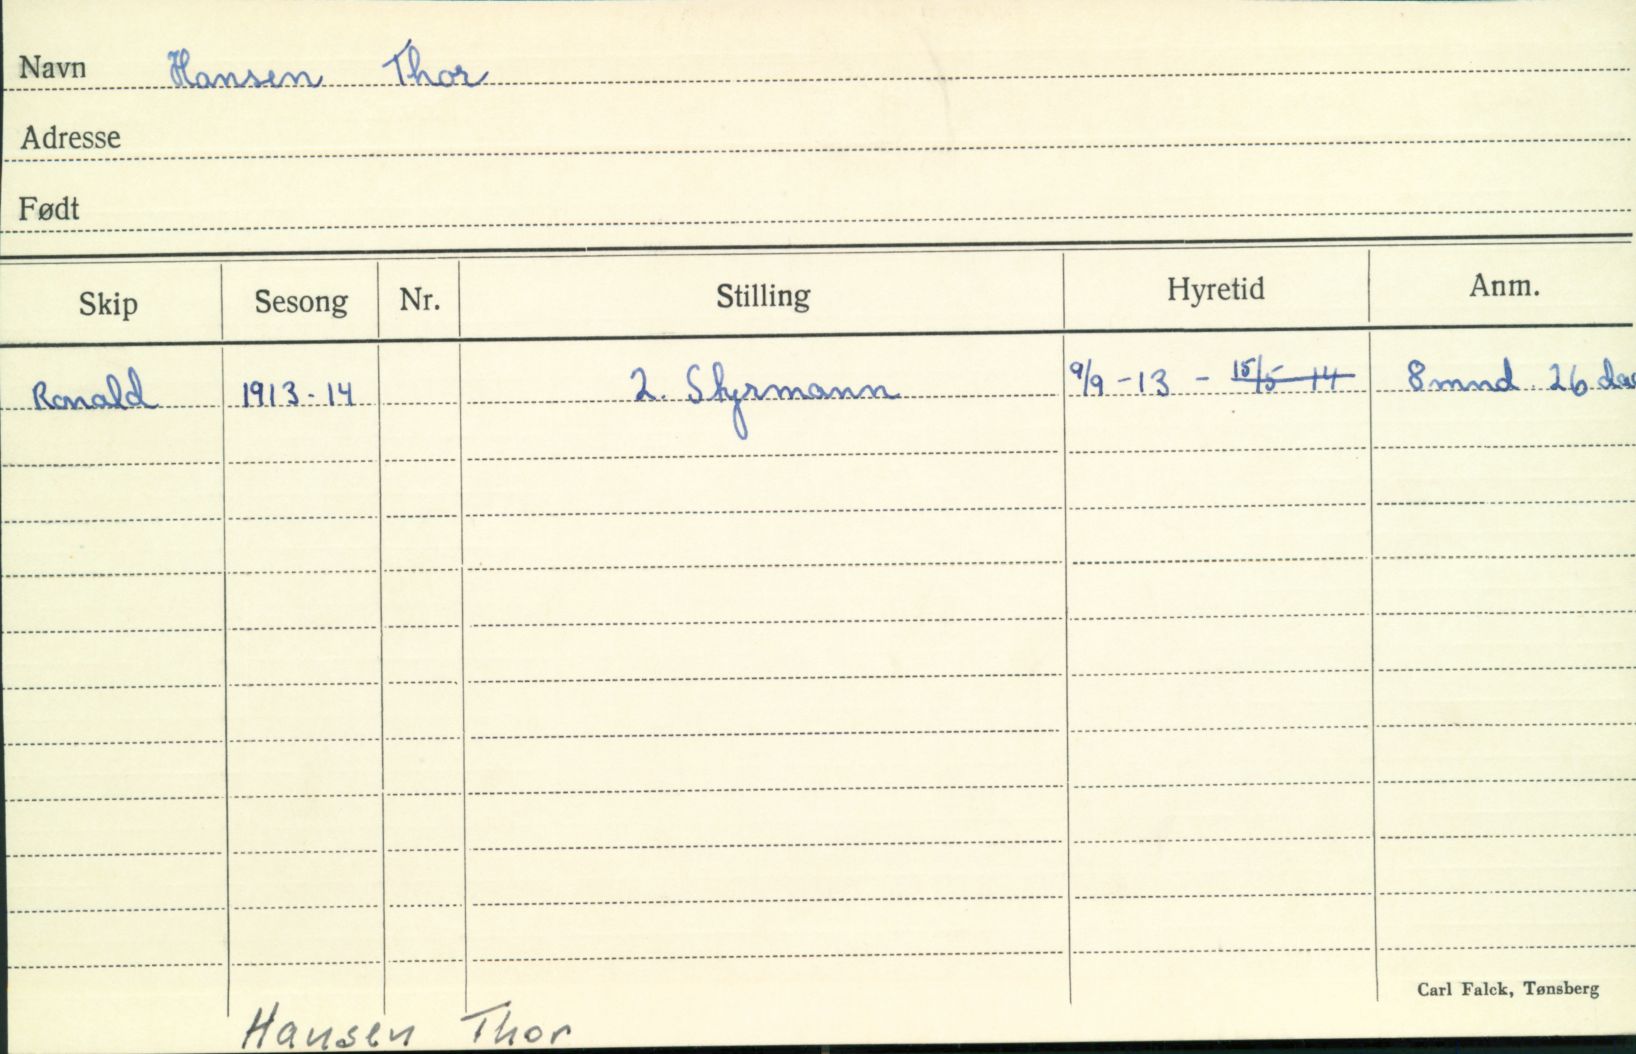 Navn Hansen Thor
Adresse
Født
Skip Sesong Nr. Stilling Hyretid Anm.
Ronald 1913-14 2. Styrmann 9/9 -13 - 15/5 14 8 mnd. 26 da
Carl Falck, Tønsberg
Hansen Thor